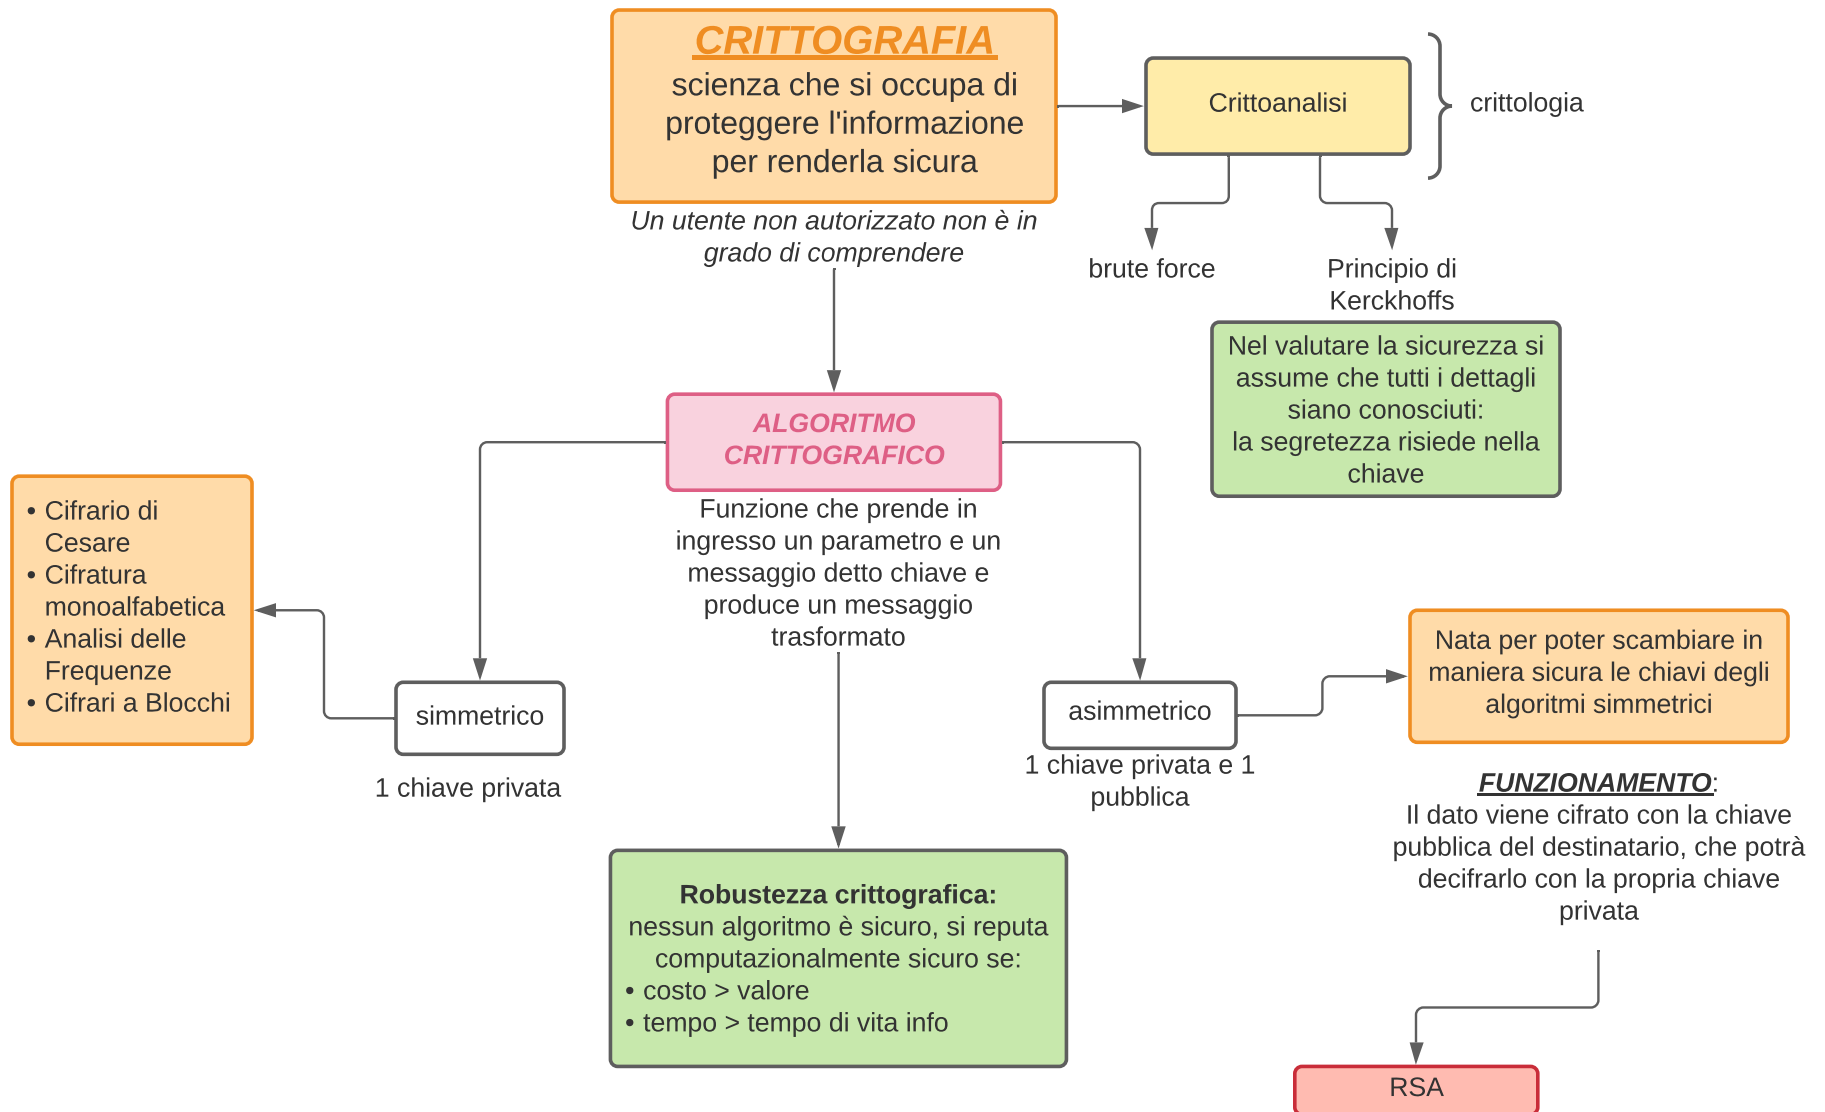 CRITTOGRAFIA
scienza che si occupa di
proteggere l'informazione
per renderla sicura
Un utente non autorizzato non è in
grado di comprendere
Crittoanalisi
crittologia
brute force
Principio di
Kerckhoffs
Nel valutare la sicurezza si
assume che tutti i dettagli
siano conosciuti:
la segretezza risiede nella
chiave
ALGORITMO
CRITTOGRAFICO
Funzione che prende in
ingresso un parametro e un
messaggio detto chiave e
produce un messaggio
trasformato
• Cifrario di
Cesare
• Cifratura
monoalfabetica
• Analisi delle
Frequenze
• Cifrari a Blocchi
simmetrico
1 chiave privata
asimmetrico
1 chiave privata e 1
pubblica
Nata per poter scambiare in
maniera sicura le chiavi degli
algoritmi simmetrici
FUNZIONAMENTO:
Il dato viene cifrato con la chiave
pubblica del destinatario, che potrà
decifrarlo con la propria chiave
privata
Robustezza crittografica:
nessun algoritmo è sicuro, si reputa
computazionalmente sicuro se:
• costo > valore
• tempo > tempo di vita info
RSA